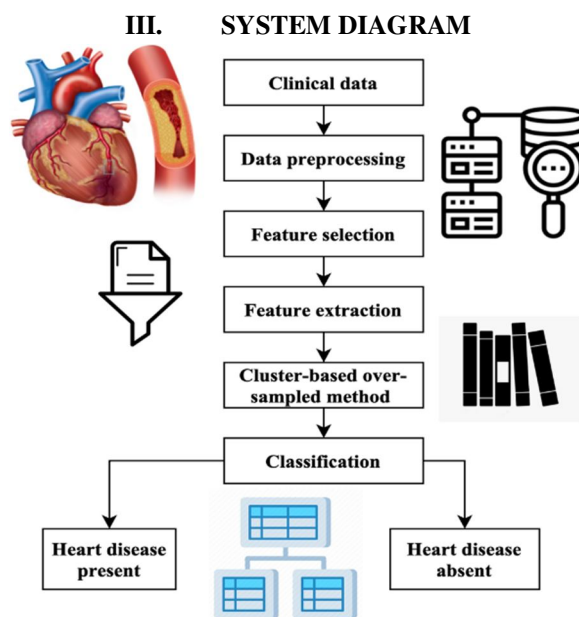 III. SYSTEM DIAGRAM
Clinical data
Data preprocessing
Feature selection
Feature extraction
Cluster-based over-
sampled method
Classification
Heart disease
present
Heart disease
absent